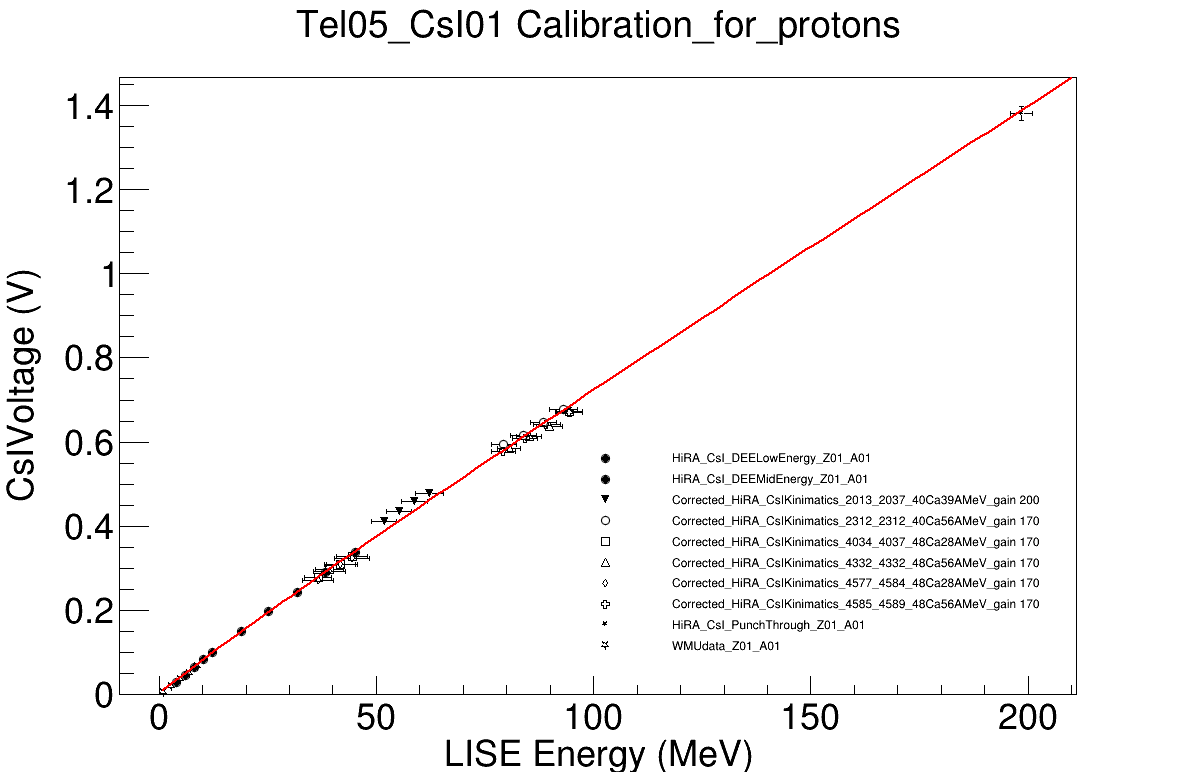 Tel05_CsI01 Calibration_for_protons
CsIVoltage (V)
1.4
1.2
1
0.8
0.6
0.4
0.2
0
HiRA_CsI_DEELowEnergy_Z01_A01
HiRA_CsI_DEEMidEnergy_Z01_A01
Corrected_HiRA_CsIKinimatics_2013_2037_40Ca39AMeV_gain 200
Corrected_HiRA_CsIKinimatics_2312_2312_40Ca56AMeV_gain 170
Corrected_HiRA_CsIKinimatics_4034_4037_48Ca28AMeV_gain 170
Corrected_HiRA_CsIKinimatics_4332_4332_48Ca56AMeV_gain 170
Corrected_HiRA_CsIKinimatics_4577_4584_48Ca28AMeV_gain 170
Corrected_HiRA_CsIKinimatics_4585_4589_48Ca56AMeV_gain 170
HiRA_CsI_PunchThrough_Z01_A01
WMUdata_Z01_A01
0 50 100 150 200
LISE Energy (MeV)